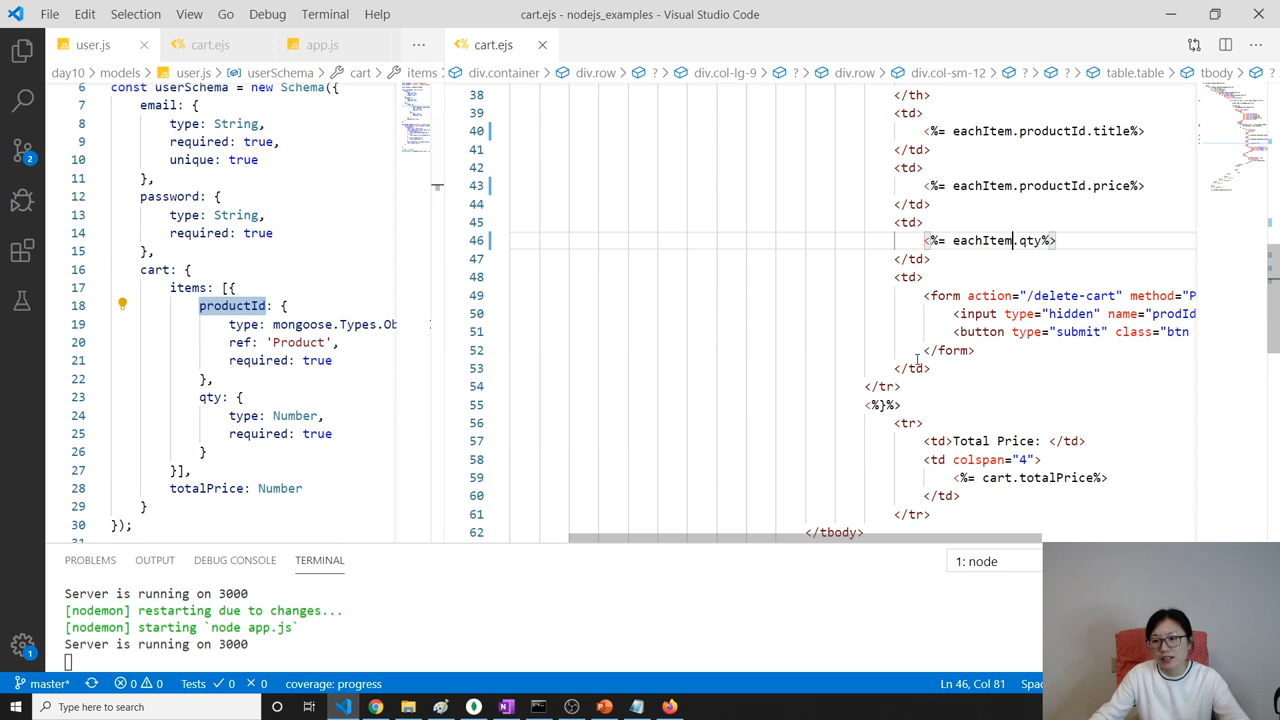 File Edit Selection View Go Debug Terminal Help
cart.ejs - nodejs_examples - Visual Studio Code
user.js cart.ejs app.js
cart.ejs
day10 models user.js userSchema cart items
div.container div.row ? div.col-lg-9 ? div.row div.col-sm-12 ? ? table.table tbody ?
6 const userSchema = new Schema({
7 email: {
8 type: String,
9 required: true,
10 unique: true
11 },
12 password: {
13 type: String,
14 required: true
15 },
16 cart: {
17 items: [{
18 productId: {
19 type: mongoose.Types.Ob
20 ref: 'Product',
21 required: true
22 },
23 qty: {
24 type: Number,
25 required: true
26 }
27 }],
28 totalPrice: Number
29 }
30 });
38 </th>
39 <td>
40 <%= eachItem.productId.title%>
41 </td>
42 <td>
43 <%= eachItem.productId.price%>
44 </td>
45 <td>
46 <%= eachItem.qty%>
47 </td>
48 <td>
49 <form action="/delete-cart" method="P
50 <input type="hidden" name="prodId
51 <button type="submit" class="btn
52 </form>
53 </td>
54 </tr>
55 <%}%>
56 <tr>
57 <td>Total Price: </td>
58 <td colspan="4">
59 <%= cart.totalPrice%>
60 </td>
61 </tr>
62 </tbody>
PROBLEMS OUTPUT DEBUG CONSOLE TERMINAL
1: node
Server is running on 3000
[nodemon] restarting due to changes...
[nodemon] starting `node app.js`
Server is running on 3000
master* 0 0 Tests 0 0 coverage: progress
Ln 46, Col 81
Type here to search